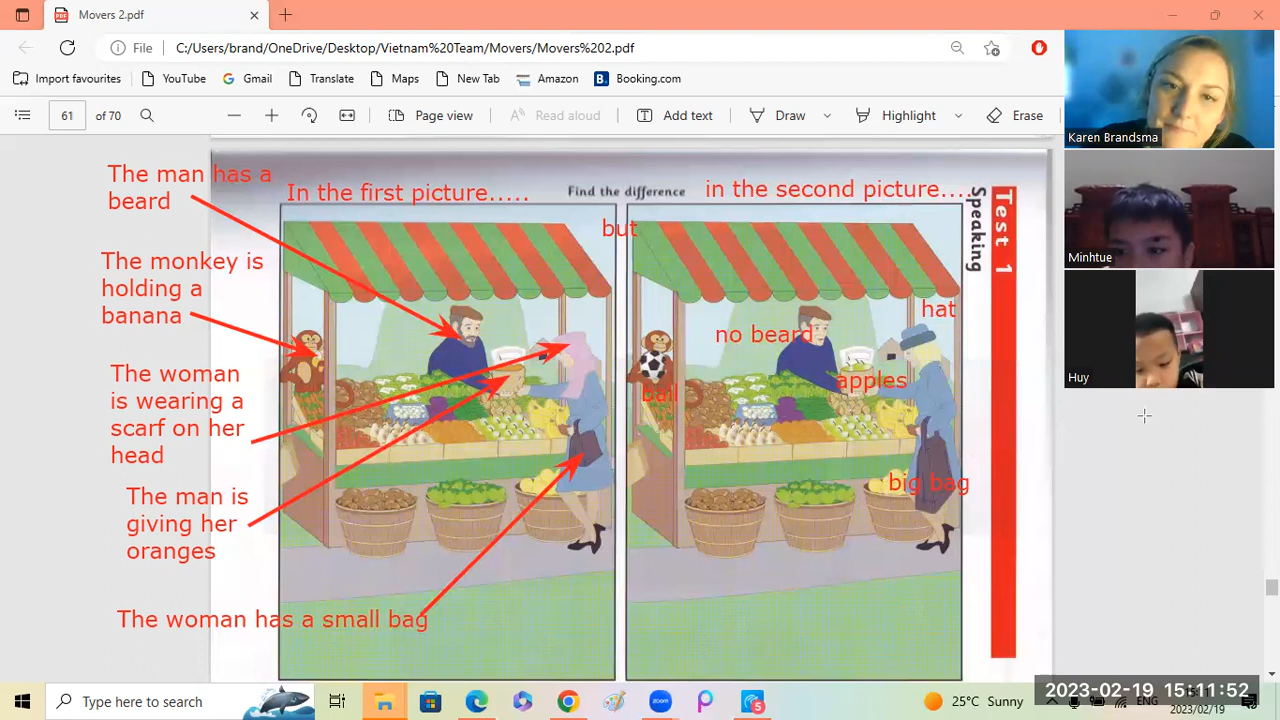 Movers 2.pdf
File
C:/Users/brand/OneDrive/Desktop/Vietnam%20Team/Movers/Movers%202.pdf
Import favourites
YouTube
Gmail
Translate
Maps
New Tab
Amazon
B.
Booking.com
61 of 70
Page view
Read aloud
Add text
Draw
Highlight
Erase
Karen Brandsma
Minhtue
Huy
The man has a
beard
The monkey is
holding a
banana
The woman
is wearing a
scarf on her
head
The man is
giving her
oranges
The woman has a small bag
In the first picture.....
Find the difference
in the second picture....
but
hat
no beard
apples
ball
big bag
Test 1
Speaking
Type here to search
zoom
5
25°C Sunny
ENG
2023-02-19 15:11:52
2023/02/19